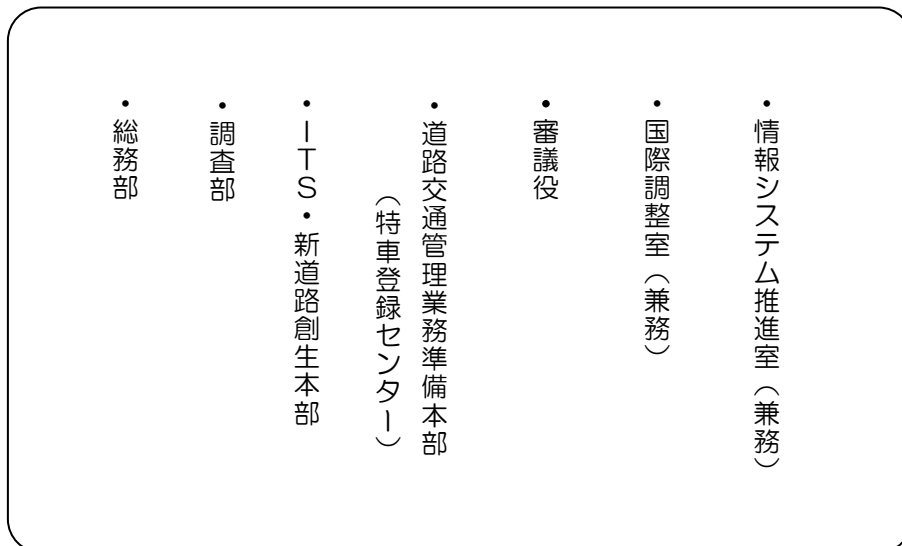 ・情報システム推進室（兼務）
・国際調整室（兼務）
・審議役
・道路交通管理業務準備本部
（特車登録センター）
・ＩＴＳ・新道路創生本部
・調査部
・総務部